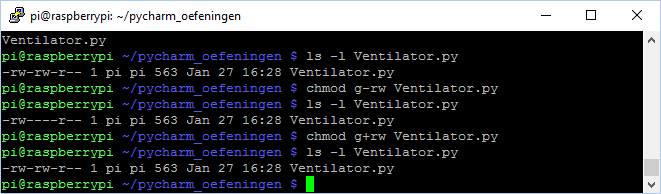 pi@raspberrypi: ~/pycharm_oefeningen
Ventilator.py
pi@raspberrypi ~/pycharm_oefeningen $ ls -l Ventilator.py
-rw-rw-r-- 1 pi pi 563 Jan 27 16:28 Ventilator.py
pi@raspberrypi ~/pycharm_oefeningen $ chmod g-rw Ventilator.py
pi@raspberrypi ~/pycharm_oefeningen $ ls -l Ventilator.py
-rw----r-- 1 pi pi 563 Jan 27 16:28 Ventilator.py
pi@raspberrypi ~/pycharm_oefeningen $ chmod g+rw Ventilator.py
pi@raspberrypi ~/pycharm_oefeningen $ ls -l Ventilator.py
-rw-rw-r-- 1 pi pi 563 Jan 27 16:28 Ventilator.py
pi@raspberrypi ~/pycharm_oefeningen $